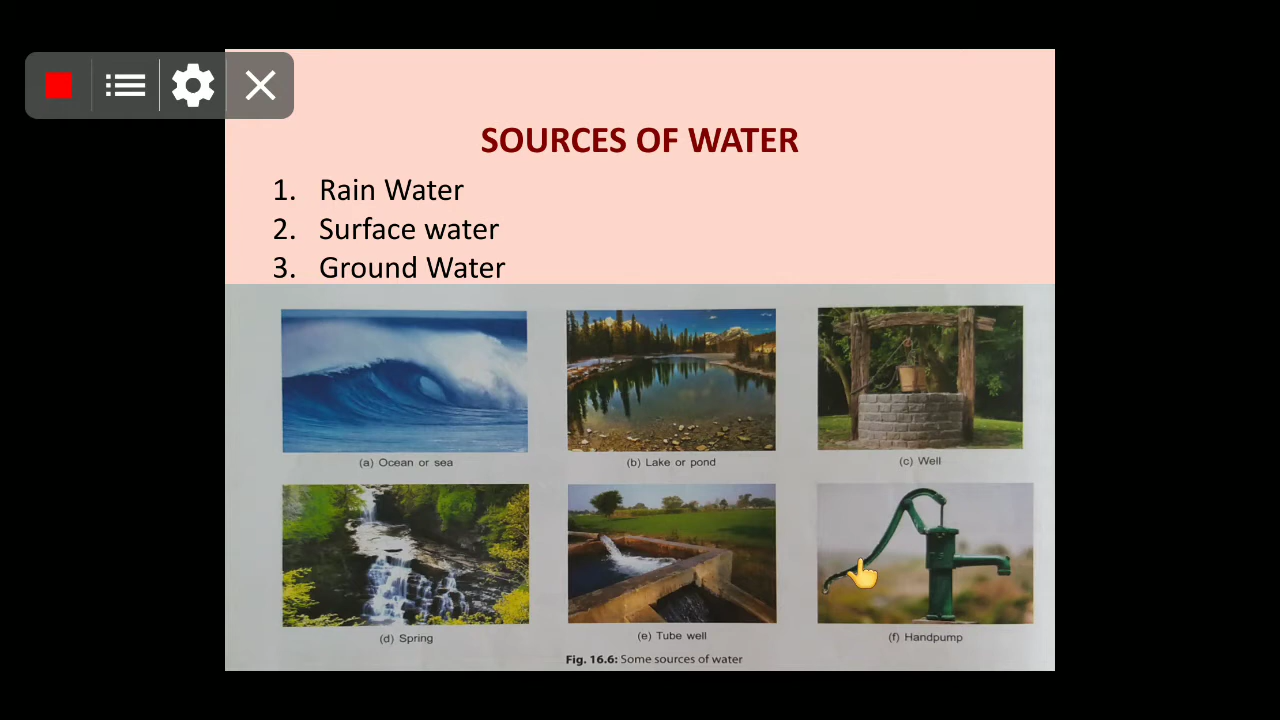 SOURCES OF WATER
1. Rain Water
2. Surface water
3. Ground Water
(a) Ocean or sea
(b) Lake or pond
(c) Well
(d) Spring
(e) Tube well
(f) Handpump
Fig. 16.6: Some sources of water